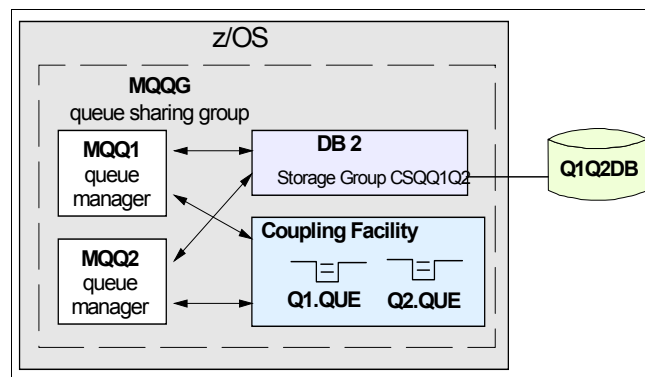 z/OS
MQQG
queue sharing group
MQQ1
queue
manager
DB 2
Storage Group CSQQ1Q2
Q1Q2DB
MQQ2
queue
manager
Coupling Facility
Q1.QUE
Q2.QUE